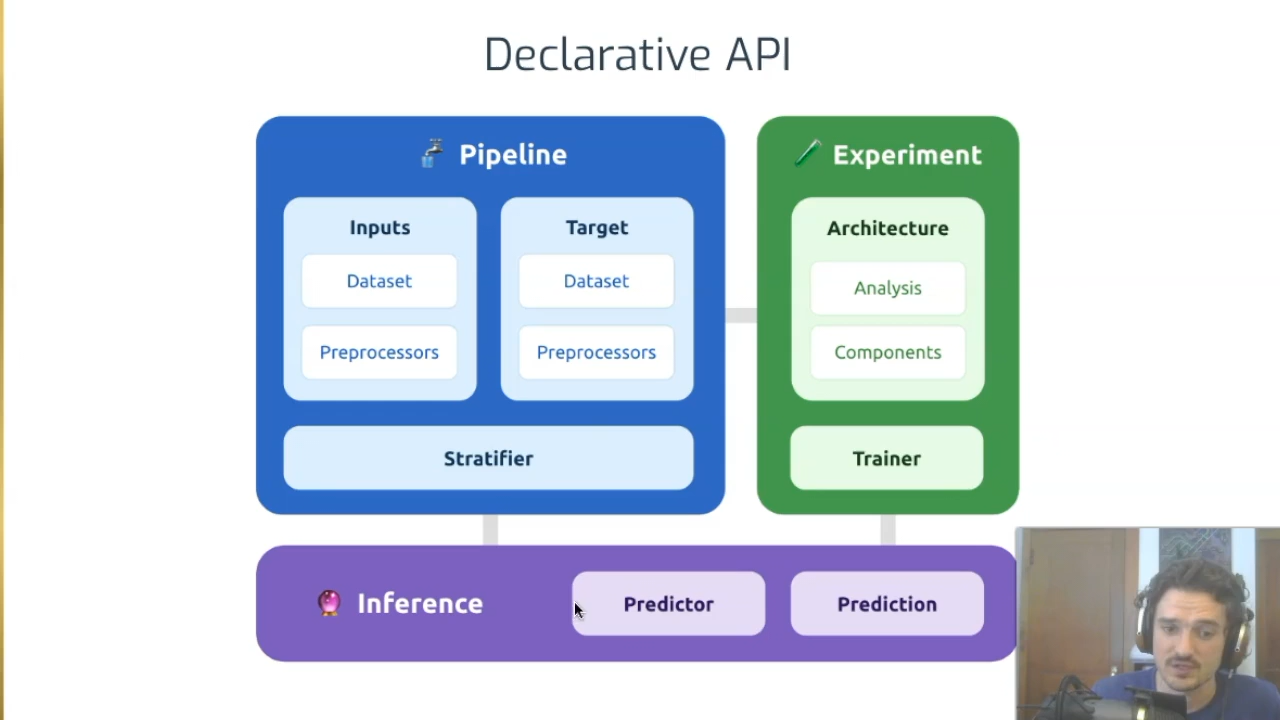 Declarative API
Pipeline
Inputs
Dataset
Preprocessors
Target
Dataset
Preprocessors
Stratifier
Experiment
Architecture
Analysis
Components
Trainer
Inference
Predictor
Prediction